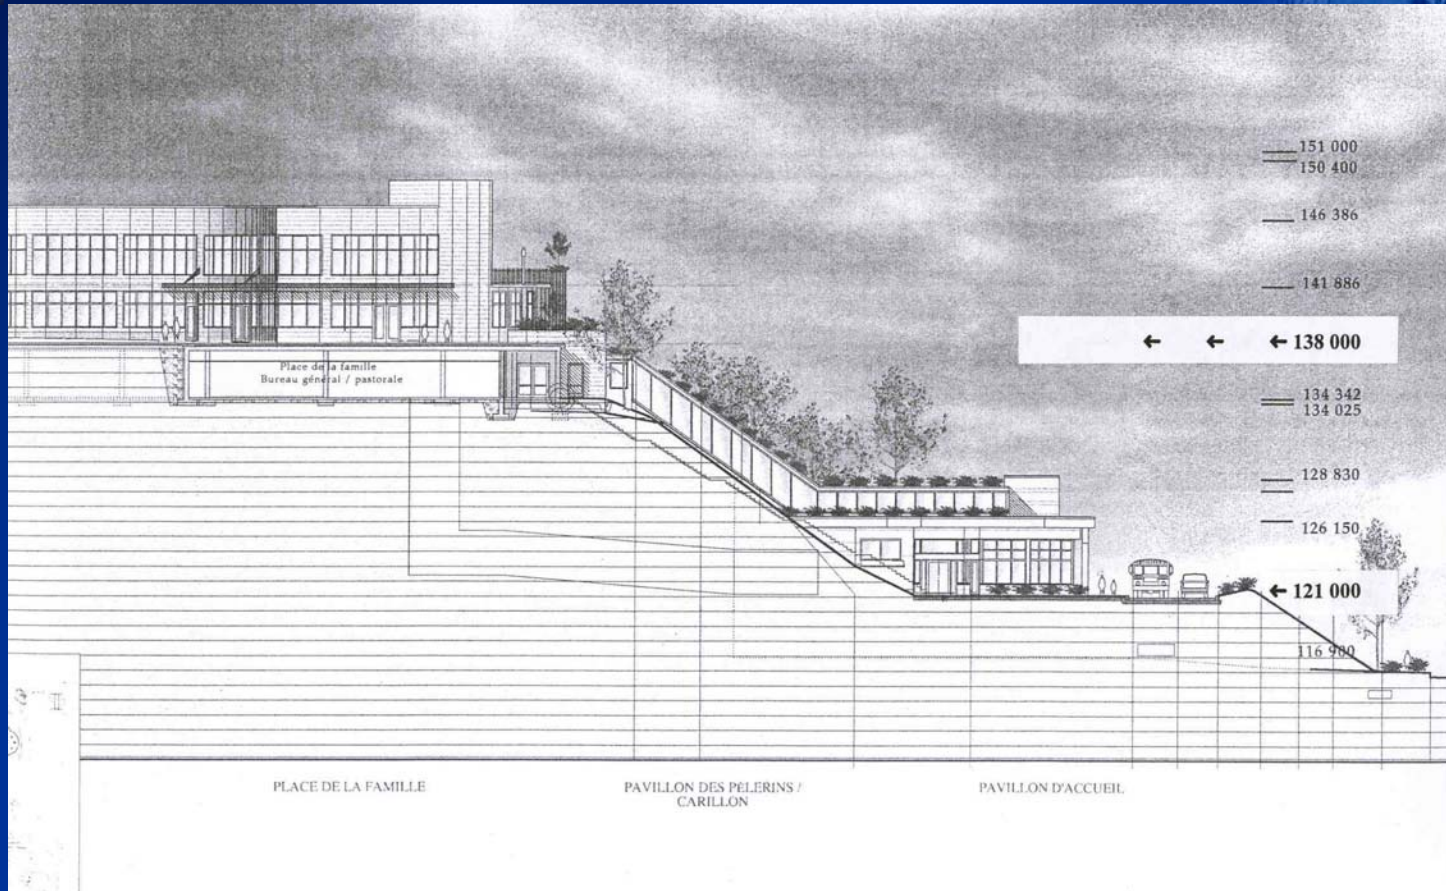 151 000
150 400
146 386
141 886
← ← ← 138 000
Place de la famille
Bureau général / pastorale
134 342
134 025
128 830
126 150
← 121 000
116 900
PLACE DE LA FAMILLE
PAVILLON DES PÈLERINS /
CARILLON
PAVILLON D'ACCUEIL